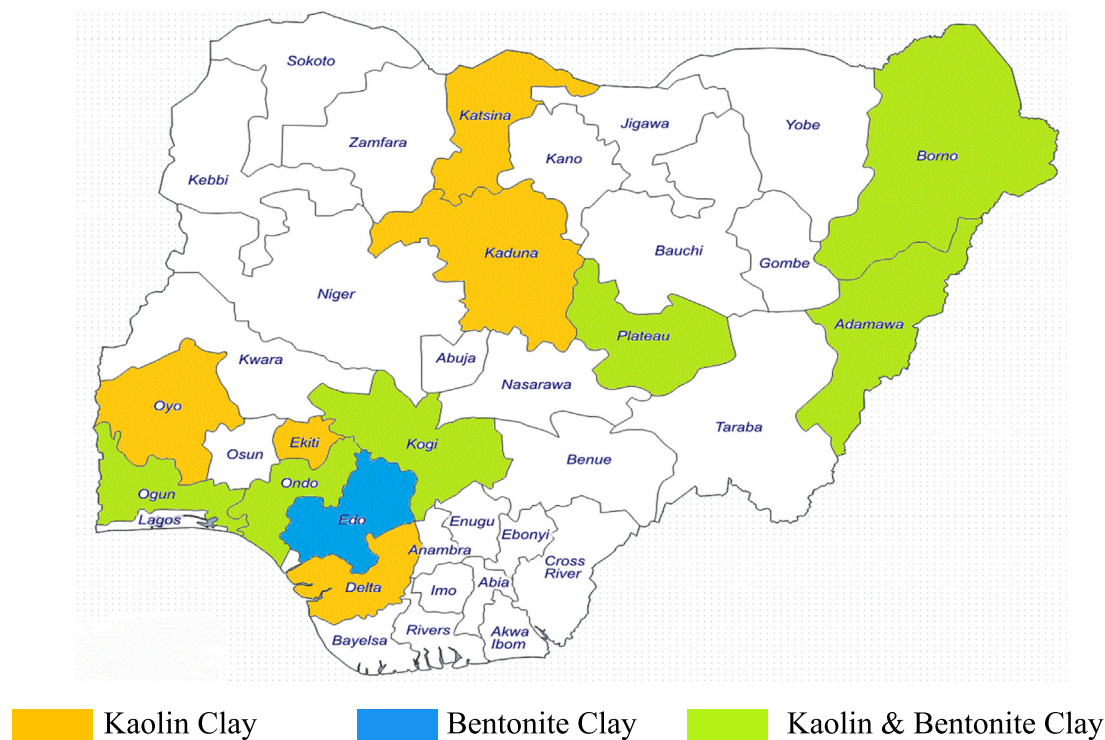 Sokoto
Katsina
Jigawa
Yobe
Zamfara
Kano
Borno
Kebbi
Kaduna
Bauchi
Gombe
Niger
Plateau
Adamawa
Kwara
Abuja
Nasarawa
Oyo
Taraba
Ekiti
Kogi
Osun
Benue
Ondo
Ogun
Lagos
Edo
Enugu
Ebonyi
Anambra
Cross
River
Delta
Imo
Abia
Bayelsa
Rivers
Akwa
Ibom
Kaolin Clay
Bentonite Clay
Kaolin & Bentonite Clay